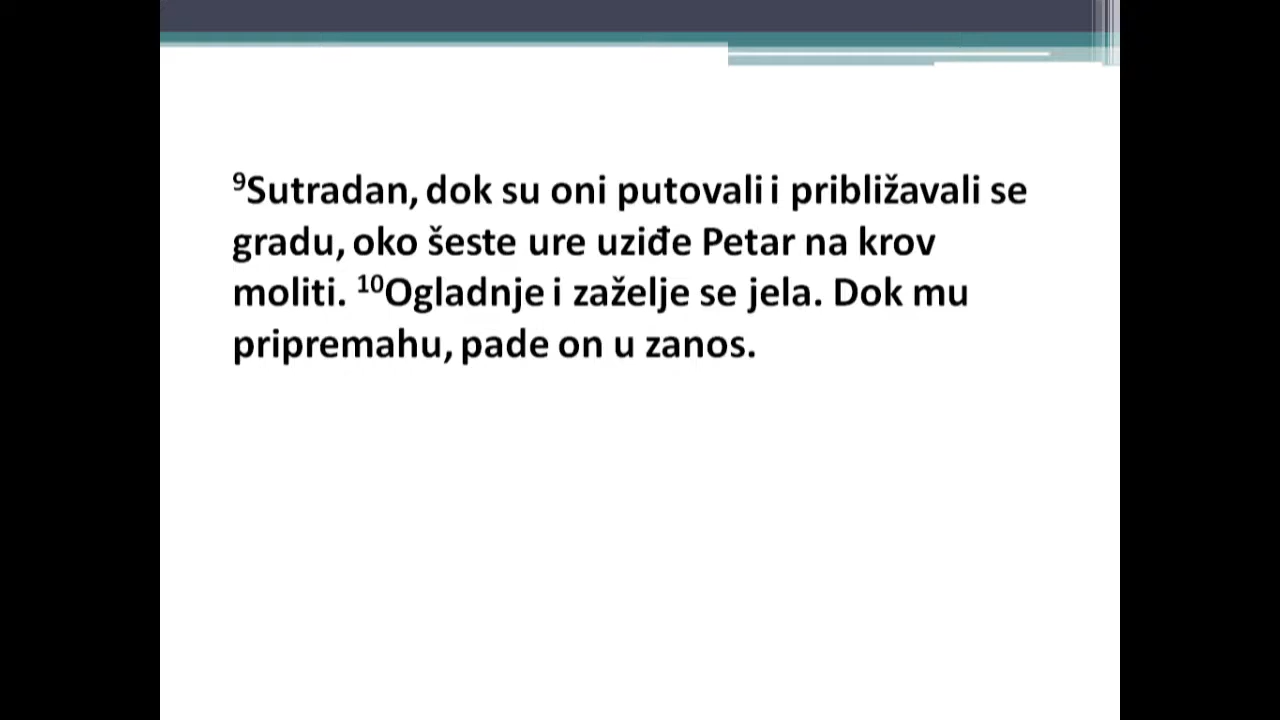 ⁹Sutradan, dok su oni putovali i približavali se
gradu, oko šeste ure uziđe Petar na krov
moliti. ¹⁰Ogladnje i zaželje se jela. Dok mu
pripremahu, pade on u zanos.